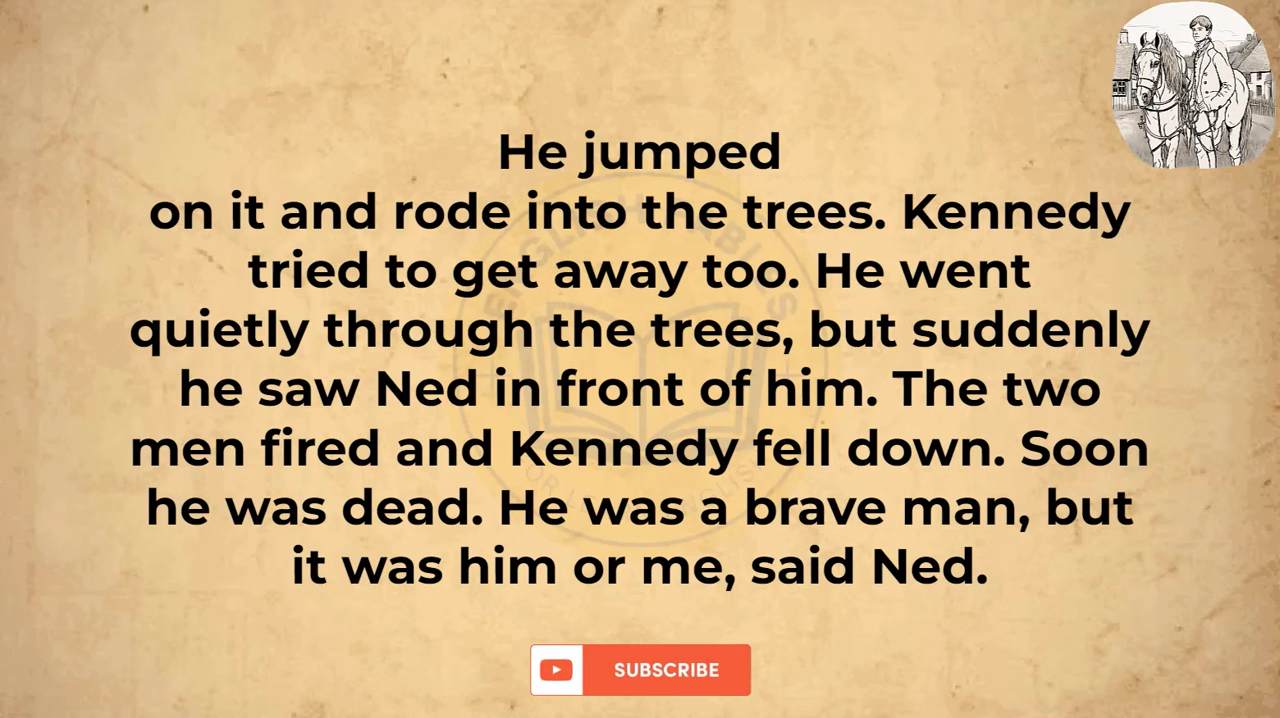 He jumped
on it and rode into the trees. Kennedy
tried to get away too. He went
quietly through the trees, but suddenly
he saw Ned in front of him. The two
men fired and Kennedy fell down. Soon
he was dead. He was a brave man, but
it was him or me, said Ned.
SUBSCRIBE